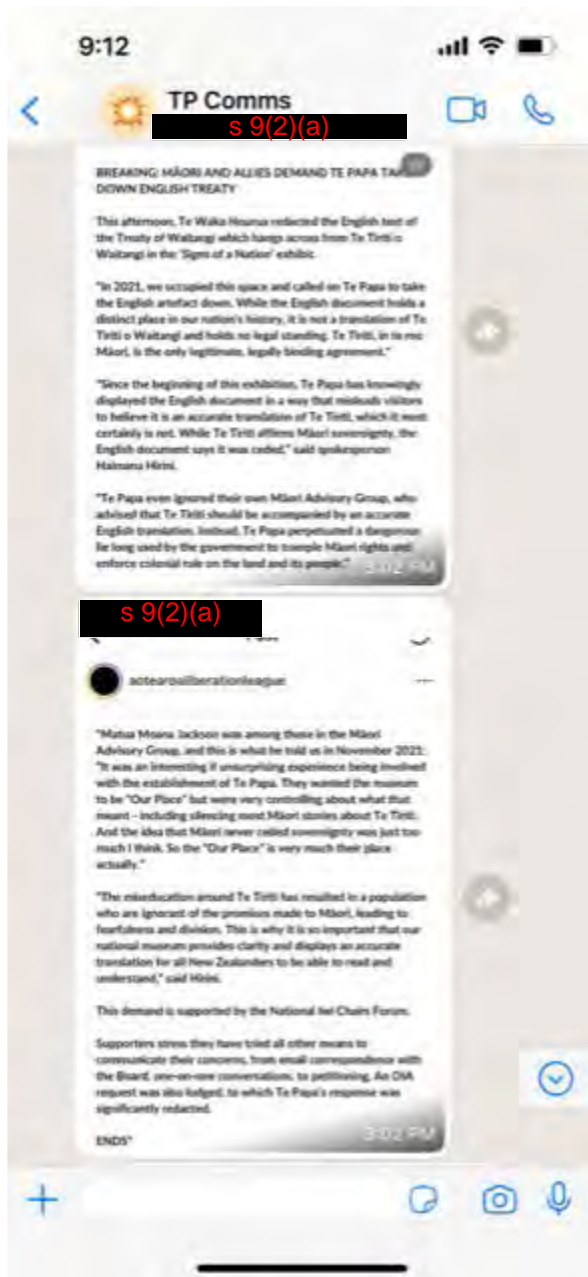 9:12
TP Comms
s 9(2)(a)
BREAKING: MĀORI AND ALLIES DEMAND TE PAPA TA
DOWN ENGLISH TREATY
This afternoon, Te Waka Hourua redacted the English text of
the Treaty of Waitangi which hangs across from Te Tiriti o
Waitangi in the 'Signs of a Nation' exhibit.
"In 2021, we occupied this space and called on Te Papa to take
the English artefact down. While the English document holds a
distinct place in our nation's history, it is not a translation of Te
Tiriti o Waitangi and holds no legal standing. Te Tiriti, in te reo
Māori, is the only legitimate, legally binding agreement."
"Since the beginning of this exhibition, Te Papa has knowingly
displayed the English document in a way that misleads visitors
to believe it is an accurate translation of Te Tiriti, which it most
certainly is not. While Te Tiriti affirms Māori sovereignty, the
English document says it was ceded," said spokesperson
Haimana Hirini.
"Te Papa even ignored their own Māori Advisory Group, who
advised that Te Tiriti should be accompanied by an accurate
English translation. Instead, Te Papa perpetuated a dangerous
lie long used by the government to trample Māori rights and
enforce colonial rule on the land and its people."
3:02 PM
s 9(2)(a)
aotearoaliberationleague
"Matua Moana Jackson was among those in the Māori
Advisory Group, and this is what he told us in November 2021:
"It was an interesting if unsurprising experience being involved
with the establishment of Te Papa. They wanted the museum
to be "Our Place" but were very controlling about what that
meant - including silencing most Māori stories about Te Tiriti.
And the idea that Māori never ceded sovereignty was just too
much I think. So the "Our Place" is very much their place
actually."
"The miseducation around Te Tiriti has resulted in a population
who are ignorant of the promises made to Māori, leading to
fearfulness and division. This is why it is so important that our
national museum provides clarity and displays an accurate
translation for all New Zealanders to be able to read and
understand," said Hirini.
This demand is supported by the National Iwi Chairs Forum.
Supporters stress they have tried all other means to
communicate their concerns, from email correspondence with
the Board, one-on-one conversations, to petitioning. An OIA
request was also lodged, to which Te Papa's response was
significantly redacted.
ENDS"
3:02 PM